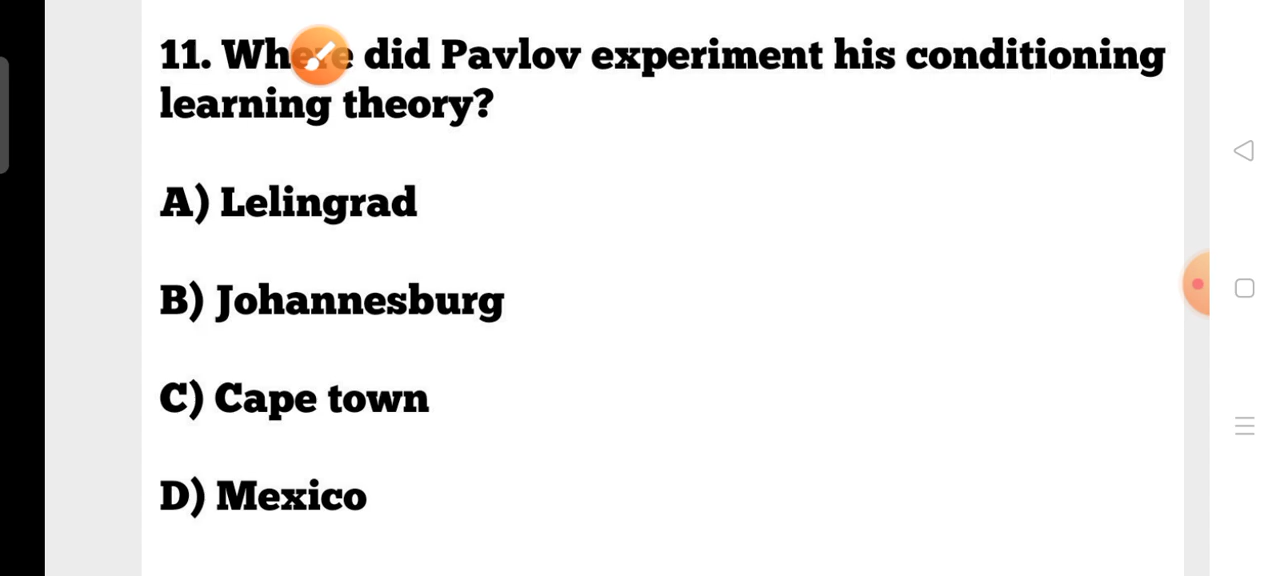 11. Where did Pavlov experiment his conditioning
learning theory?
A) Lelingrad
B) Johannesburg
C) Cape town
D) Mexico